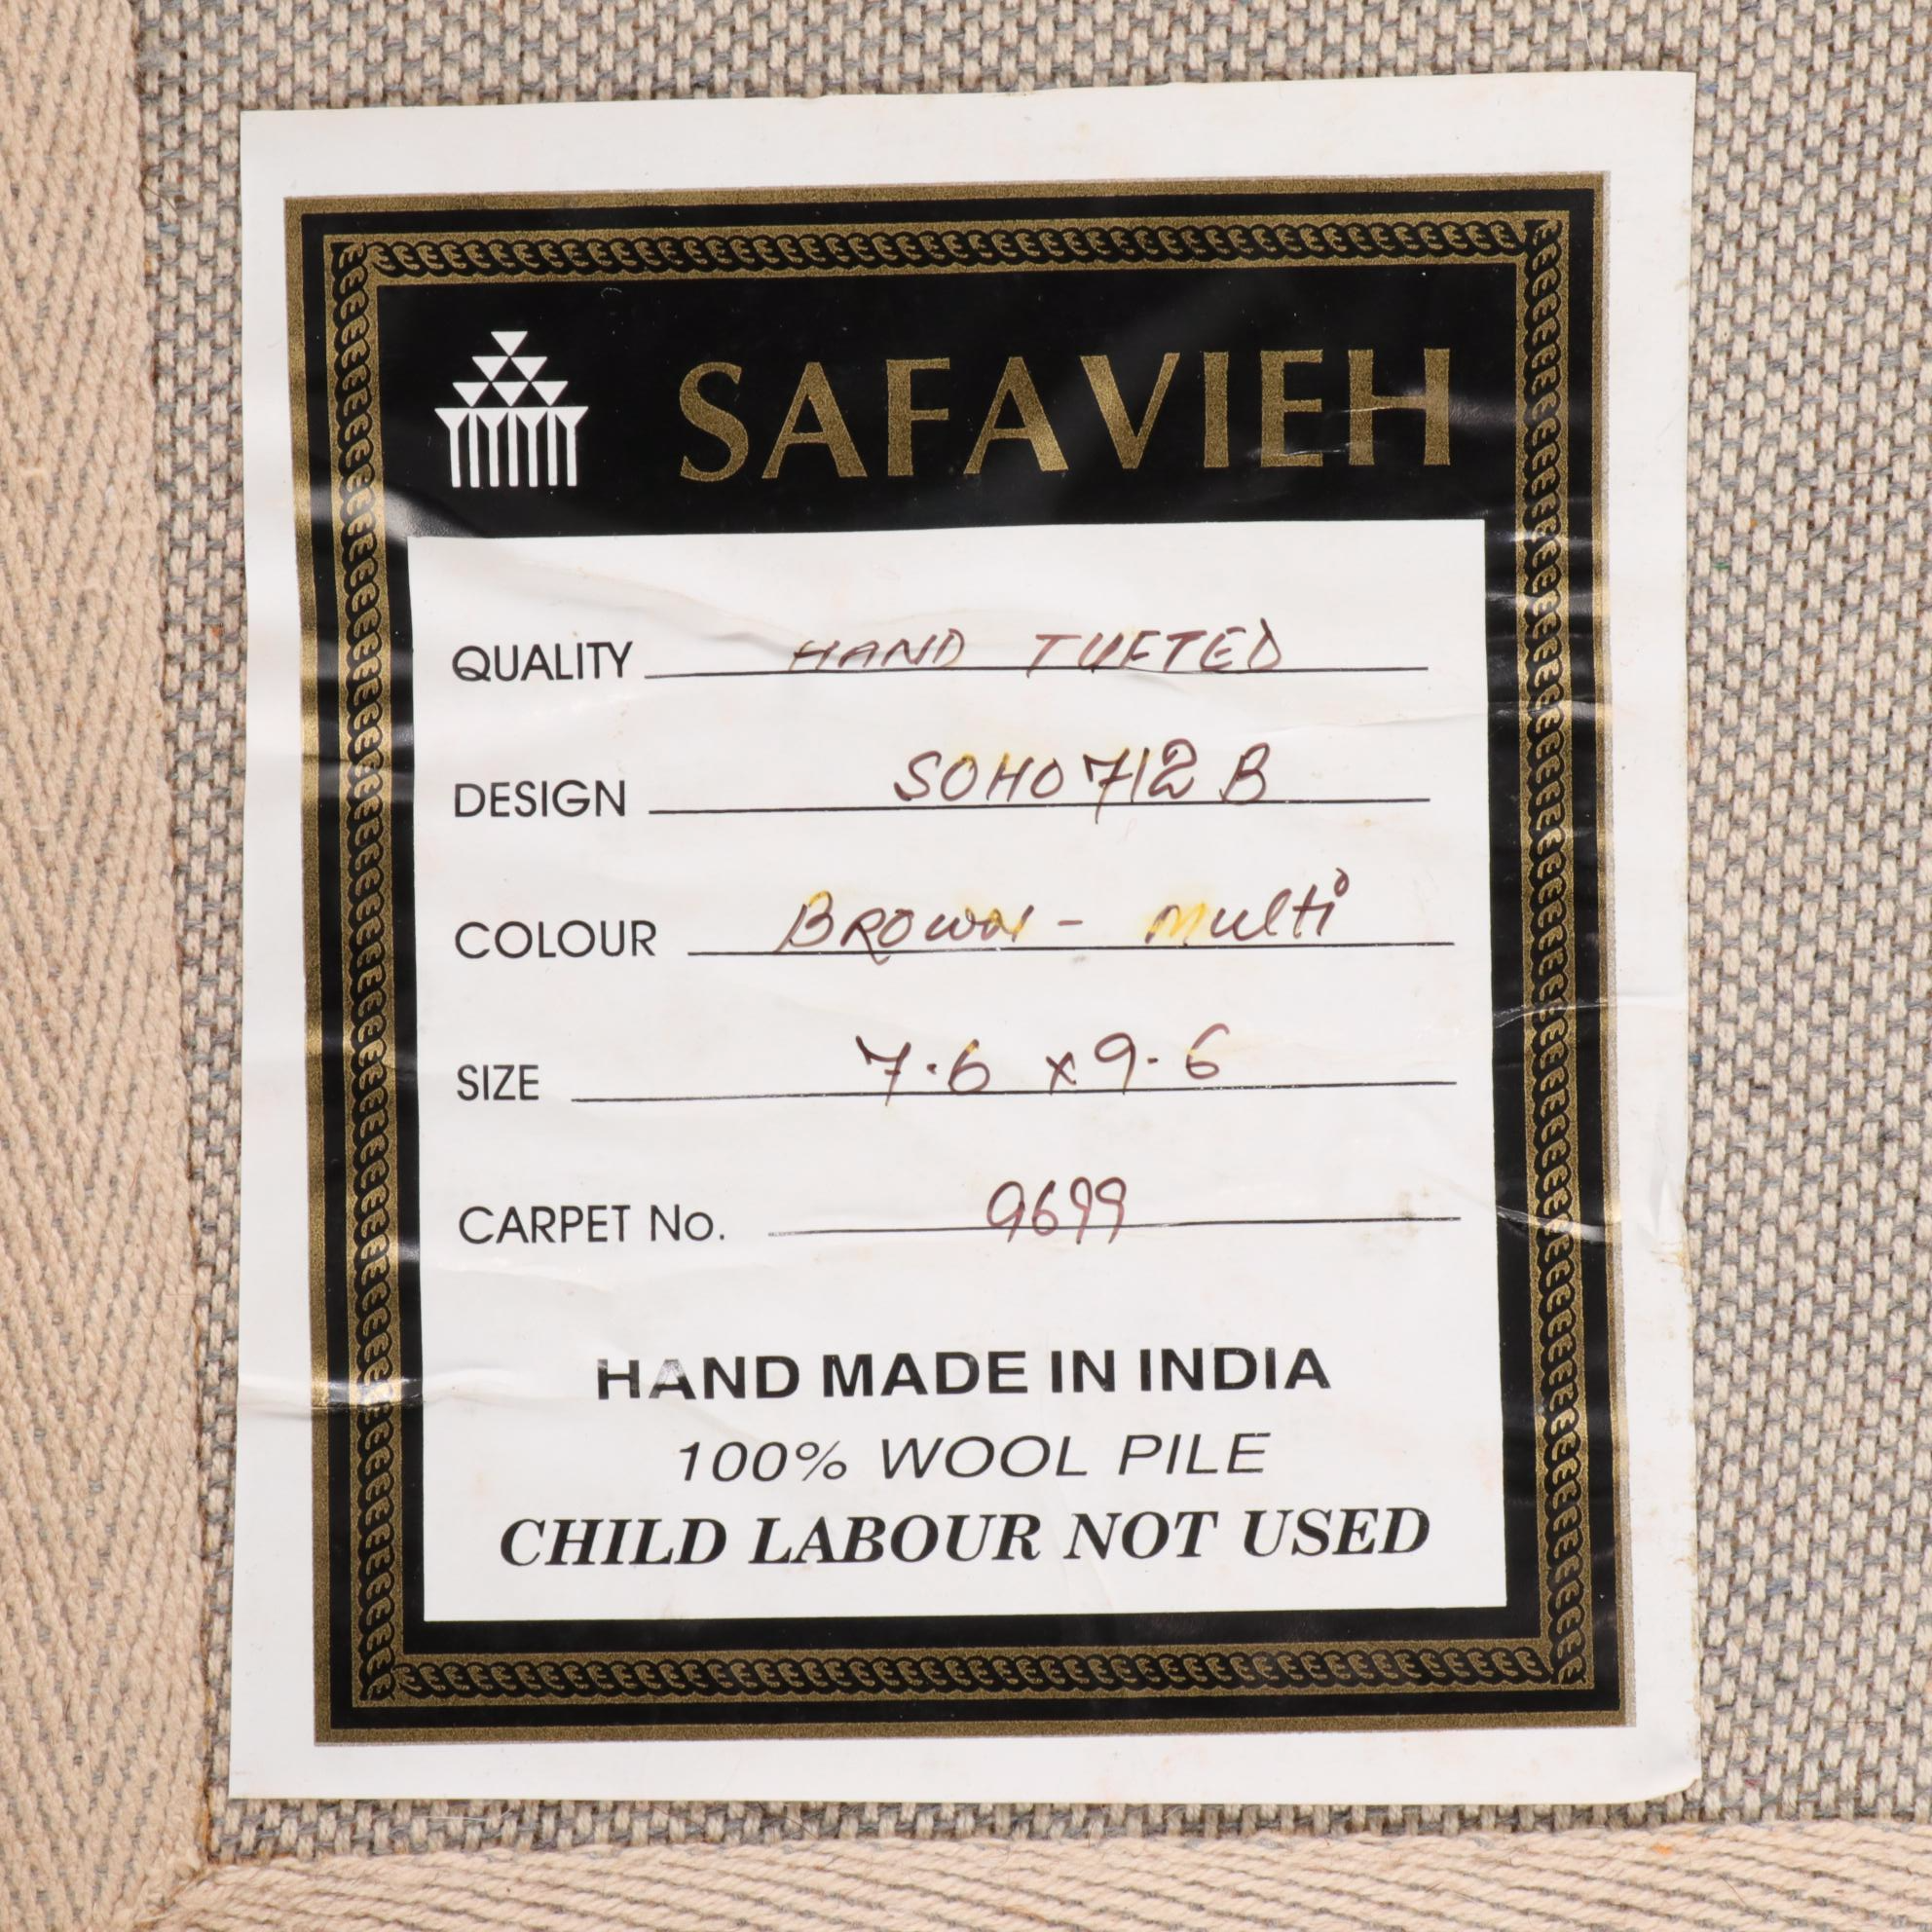 SAFAVIEH
QUALITY HAND TUFTED
DESIGN SOHO712 B
COLOUR BROWN - Multi
SIZE 7.6 x 9.6
CARPET No. 9699
HAND MADE IN INDIA
100% WOOL PILE
CHILD LABOUR NOT USED